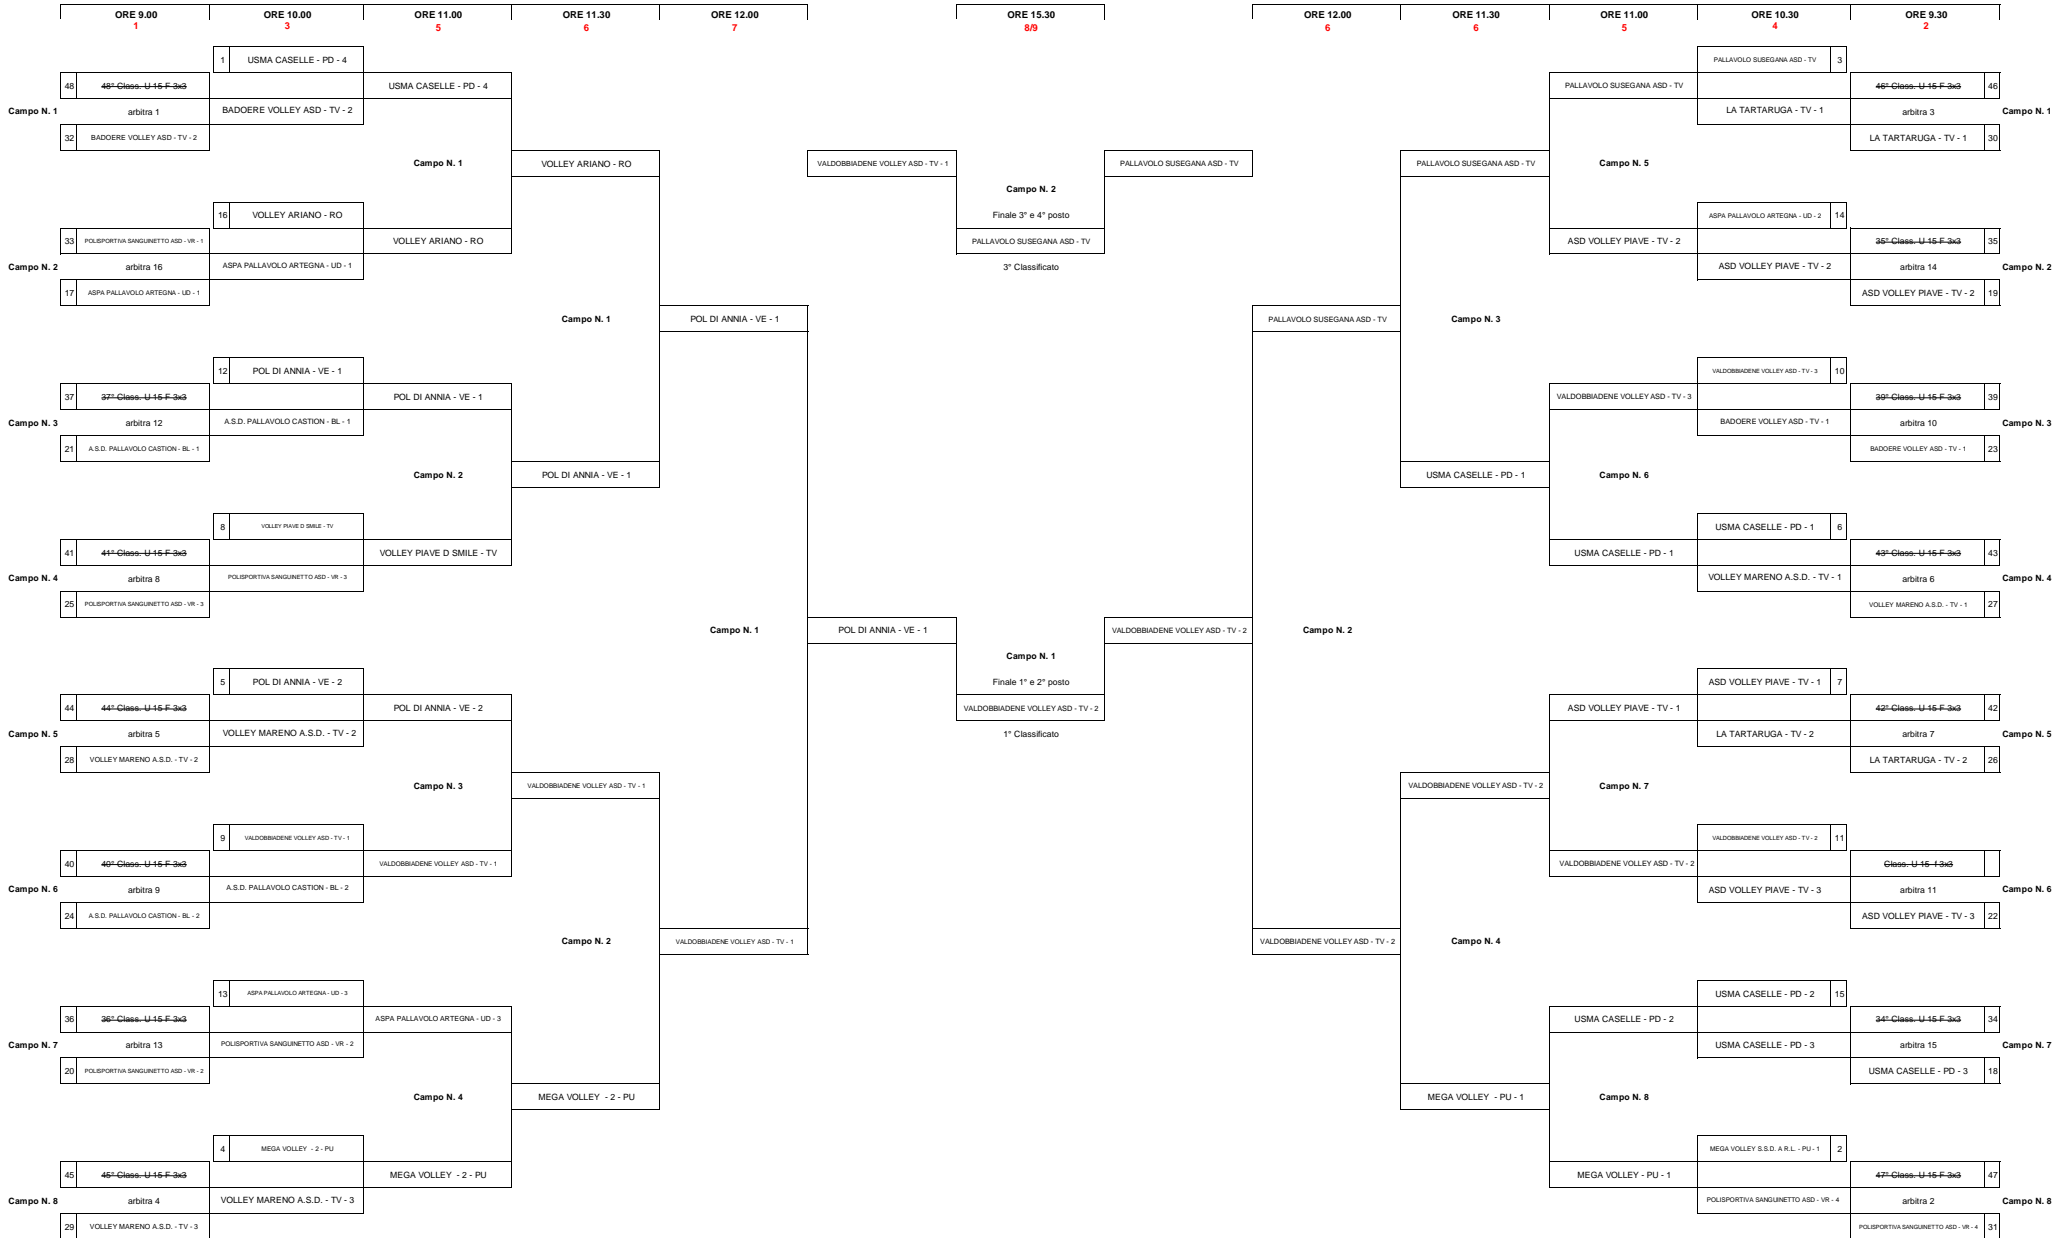 ORE 9.00 ORE 10.00 ORE 11.00 ORE 11.30 ORE 12.00 ORE 15.30 ORE 12.00 ORE 11.30 ORE 11.00 ORE 10.30 ORE 9.30
1 3 5 6 7 8/9 6 6 5 4 2
1 USMA CASELLE - PD - 4 PALLAVOLO SUSEGANA ASD - TV 3
48 48° Class. U 15 F 3x3 USMA CASELLE - PD - 4 PALLAVOLO SUSEGANA ASD - TV 46° Class. U 15 F 3x3 46
Campo N. 1 arbitra 1 BADOERE VOLLEY ASD - TV - 2 LA TARTARUGA - TV - 1 arbitra 3 Campo N. 1
32 BADOERE VOLLEY ASD - TV - 2 LA TARTARUGA - TV - 1 30
Campo N. 1 VOLLEY ARIANO - RO VALDOBBIADENE VOLLEY ASD - TV - 1 PALLAVOLO SUSEGANA ASD - TV PALLAVOLO SUSEGANA ASD - TV Campo N. 5
Campo N. 2
16 VOLLEY ARIANO - RO Finale 3° e 4° posto ASPA PALLAVOLO ARTEGNA - UD - 2 14
33 POLISPORTIVA SANGUINETTO ASD - VR - 1 VOLLEY ARIANO - RO PALLAVOLO SUSEGANA ASD - TV ASD VOLLEY PIAVE - TV - 2 35° Class. U 15 F 3x3 35
Campo N. 2 arbitra 16 ASPA PALLAVOLO ARTEGNA - UD - 1 3° Classificato ASD VOLLEY PIAVE - TV - 2 arbitra 14 Campo N. 2
17 ASPA PALLAVOLO ARTEGNA - UD - 1 ASD VOLLEY PIAVE - TV - 2 19
Campo N. 1 POL DI ANNIA - VE - 1 PALLAVOLO SUSEGANA ASD - TV Campo N. 3
12 POL DI ANNIA - VE - 1 VALDOBBIADENE VOLLEY ASD - TV - 3 10
37 37° Class. U 15 F 3x3 POL DI ANNIA - VE - 1 VALDOBBIADENE VOLLEY ASD - TV - 3 39° Class. U 15 F 3x3 39
Campo N. 3 arbitra 12 A.S.D. PALLAVOLO CASTION - BL - 1 BADOERE VOLLEY ASD - TV - 1 arbitra 10 Campo N. 3
21 A.S.D. PALLAVOLO CASTION - BL - 1 BADOERE VOLLEY ASD - TV - 1 23
Campo N. 2 POL DI ANNIA - VE - 1 USMA CASELLE - PD - 1 Campo N. 6
8 VOLLEY PIAVE D SMILE - TV USMA CASELLE - PD - 1 6
41 41° Class. U 15 F 3x3 VOLLEY PIAVE D SMILE - TV USMA CASELLE - PD - 1 43° Class. U 15 F 3x3 43
Campo N. 4 arbitra 8 POLISPORTIVA SANGUINETTO ASD - VR - 3 VOLLEY MARENO A.S.D. - TV - 1 arbitra 6 Campo N. 4
25 POLISPORTIVA SANGUINETTO ASD - VR - 3 VOLLEY MARENO A.S.D. - TV - 1 27
Campo N. 1 POL DI ANNIA - VE - 1 VALDOBBIADENE VOLLEY ASD - TV - 2 Campo N. 2
Campo N. 1
5 POL DI ANNIA - VE - 2 Finale 1° e 2° posto ASD VOLLEY PIAVE - TV - 1 7
44 44° Class. U 15 F 3x3 POL DI ANNIA - VE - 2 VALDOBBIADENE VOLLEY ASD - TV - 2 ASD VOLLEY PIAVE - TV - 1 42° Class. U 15 F 3x3 42
Campo N. 5 arbitra 5 VOLLEY MARENO A.S.D. - TV - 2 1° Classificato LA TARTARUGA - TV - 2 arbitra 7 Campo N. 5
28 VOLLEY MARENO A.S.D. - TV - 2 LA TARTARUGA - TV - 2 26
Campo N. 3 VALDOBBIADENE VOLLEY ASD - TV - 1 VALDOBBIADENE VOLLEY ASD - TV - 2 Campo N. 7
9 VALDOBBIADENE VOLLEY ASD - TV - 1 VALDOBBIADENE VOLLEY ASD - TV - 2 11
40 40° Class. U 15 F 3x3 VALDOBBIADENE VOLLEY ASD - TV - 1 VALDOBBIADENE VOLLEY ASD - TV - 2 Class. U 15 f 3x3
Campo N. 6 arbitra 9 A.S.D. PALLAVOLO CASTION - BL - 2 ASD VOLLEY PIAVE - TV - 3 arbitra 11 Campo N. 6
24 A.S.D. PALLAVOLO CASTION - BL - 2 ASD VOLLEY PIAVE - TV - 3 22
Campo N. 2 VALDOBBIADENE VOLLEY ASD - TV - 1 VALDOBBIADENE VOLLEY ASD - TV - 2 Campo N. 4
13 ASPA PALLAVOLO ARTEGNA - UD - 3 USMA CASELLE - PD - 2 15
36 36° Class. U 15 F 3x3 ASPA PALLAVOLO ARTEGNA - UD - 3 USMA CASELLE - PD - 2 34° Class. U 15 F 3x3 34
Campo N. 7 arbitra 13 POLISPORTIVA SANGUINETTO ASD - VR - 2 USMA CASELLE - PD - 3 arbitra 15 Campo N. 7
20 POLISPORTIVA SANGUINETTO ASD - VR - 2 USMA CASELLE - PD - 3 18
Campo N. 4 MEGA VOLLEY - 2 - PU MEGA VOLLEY - PU - 1 Campo N. 8
4 MEGA VOLLEY - 2 - PU MEGA VOLLEY S.S.D. A R.L. - PU - 1 2
45 45° Class. U 15 F 3x3 MEGA VOLLEY - 2 - PU MEGA VOLLEY - PU - 1 47° Class. U 15 F 3x3 47
Campo N. 8 arbitra 4 VOLLEY MARENO A.S.D. - TV - 3 POLISPORTIVA SANGUINETTO ASD - VR - 4 arbitra 2 Campo N. 8
29 VOLLEY MARENO A.S.D. - TV - 3 POLISPORTIVA SANGUINETTO ASD - VR - 4 31